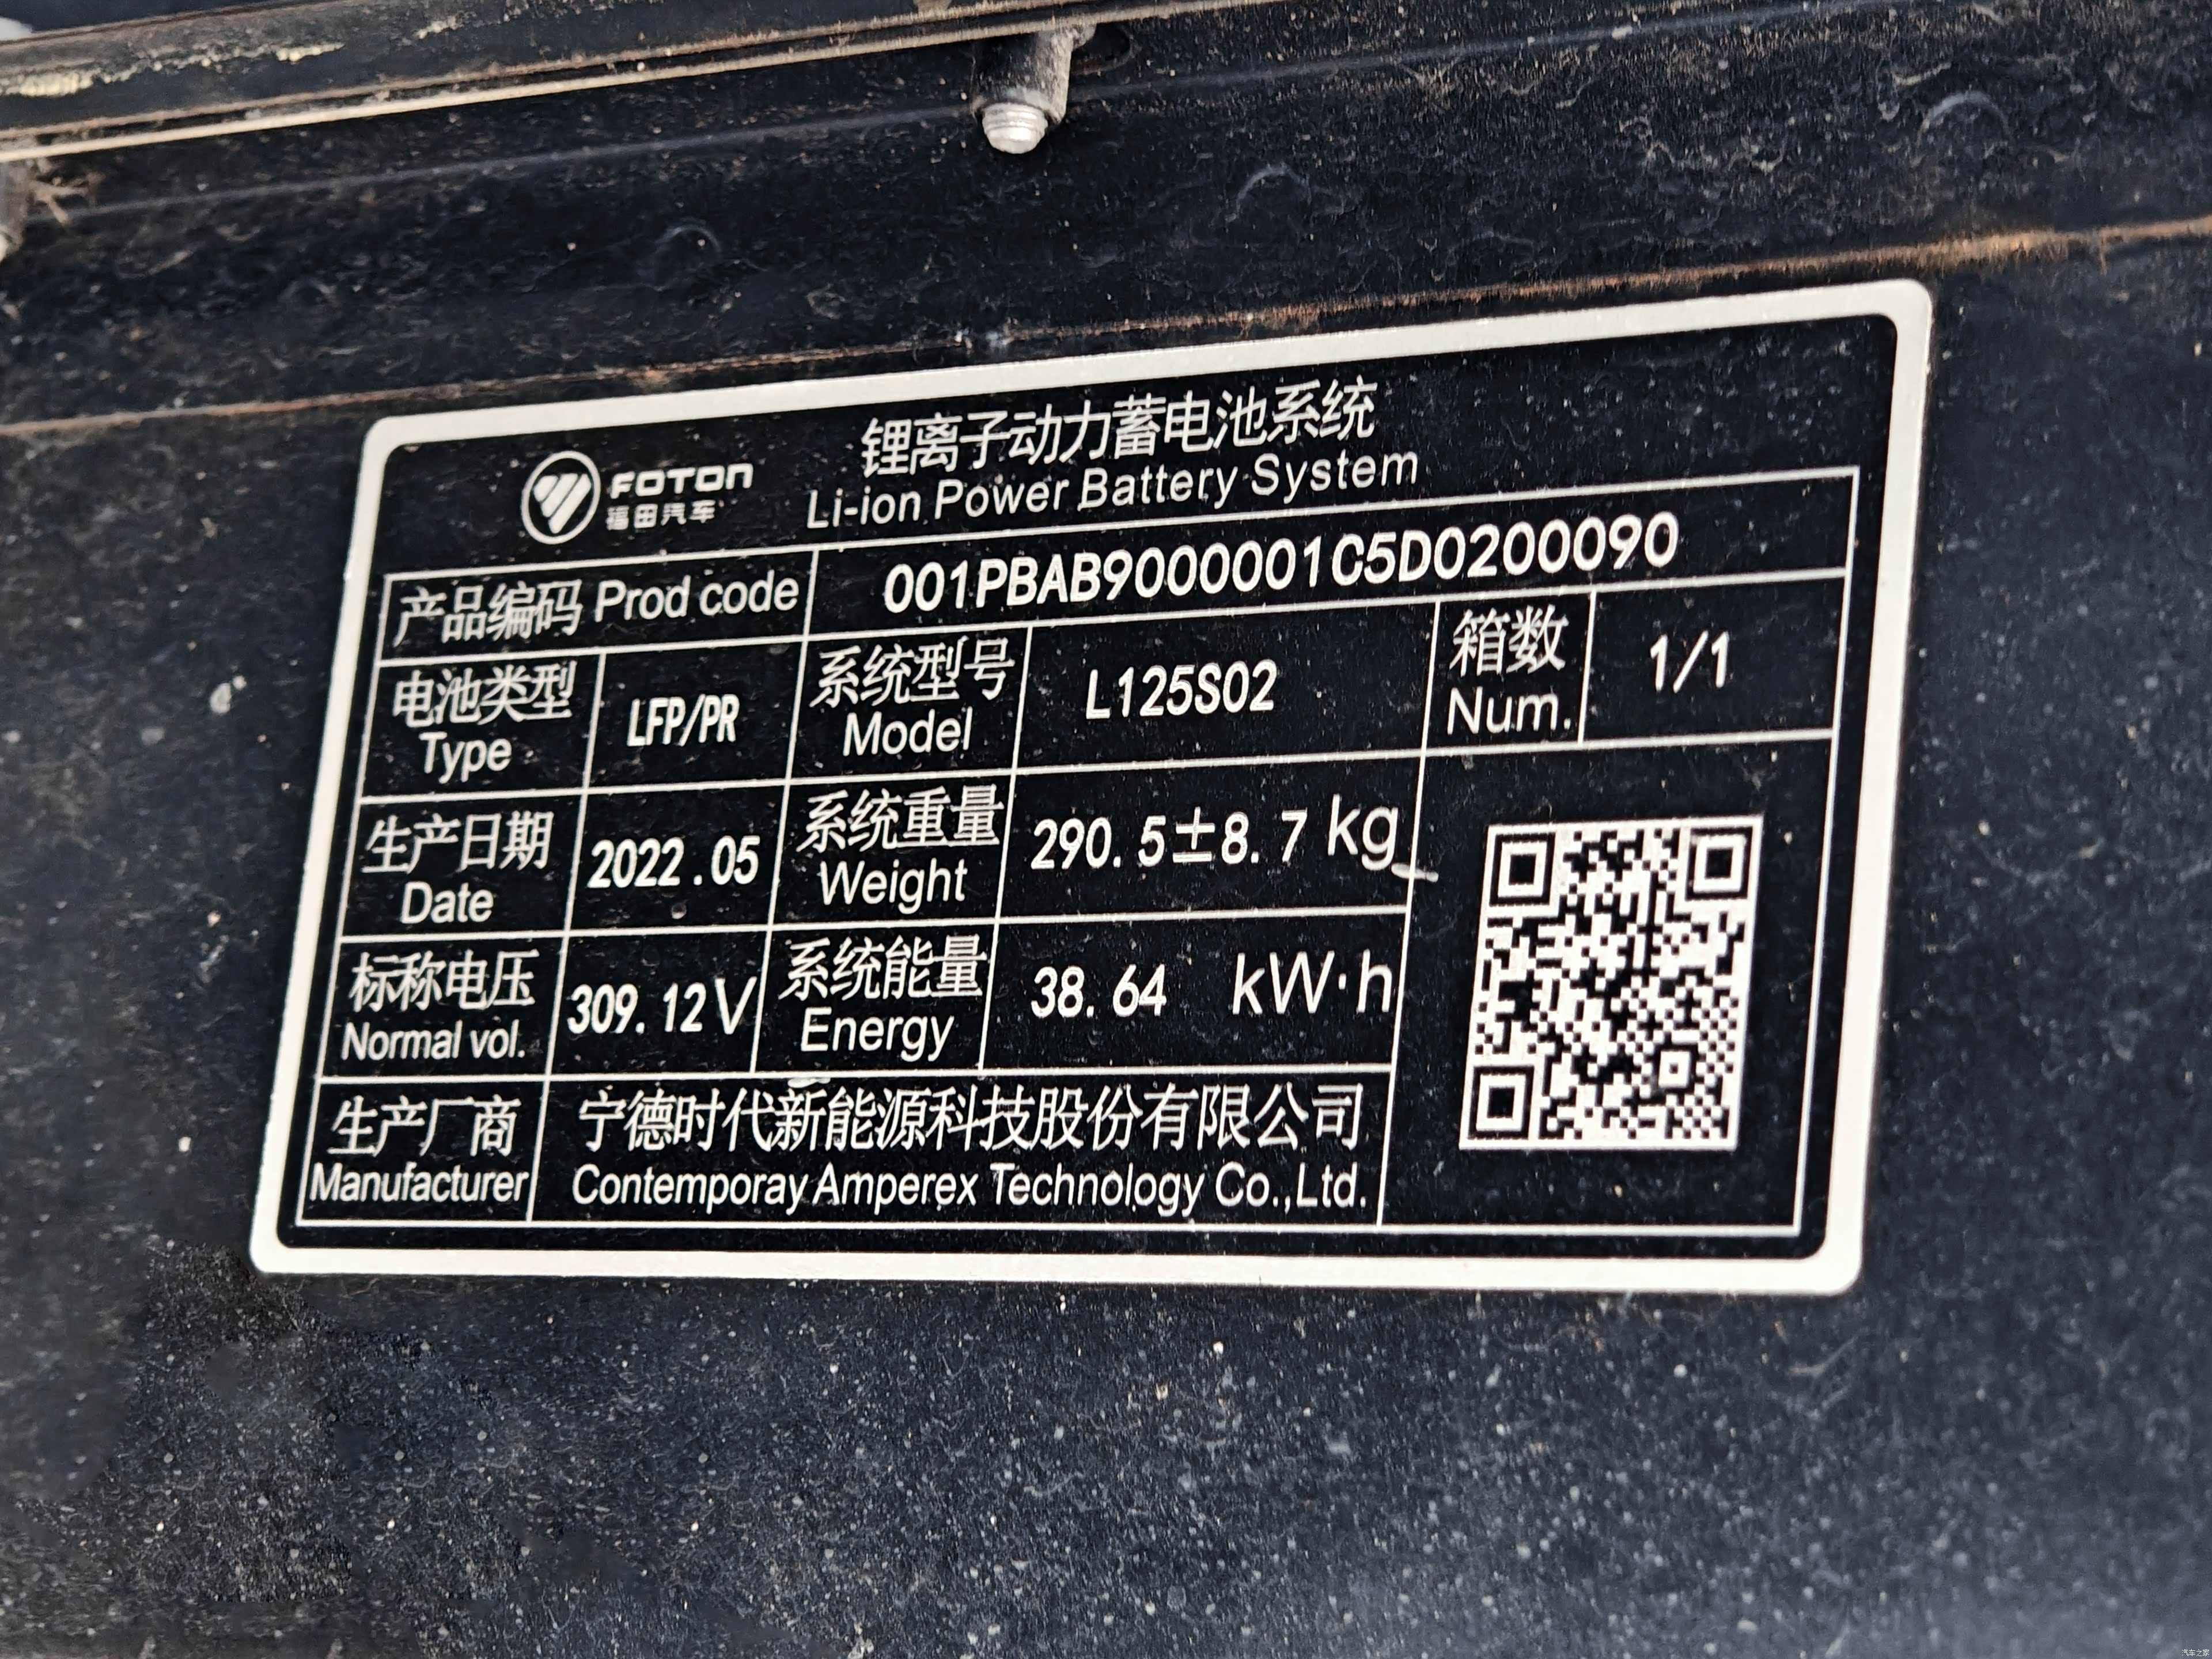 FOTON
福田汽车
锂离子动力蓄电池系统
Li-ion Power Battery System
产品编码 Prod code 001PBAB9000001C5D0200090
电池类型
Type
LFP/PR
系统型号
Model
L125S02
箱数
Num.
1/1
生产日期
Date
2022.05
系统重量
Weight
290.5±8.7 kg
标称电压
Normal vol.
309.12V
系统能量
Energy
38.64 kW·h
生产厂商
Manufacturer
宁德时代新能源科技股份有限公司
Contemporay Amperex Technology Co.,Ltd.
汽车之家